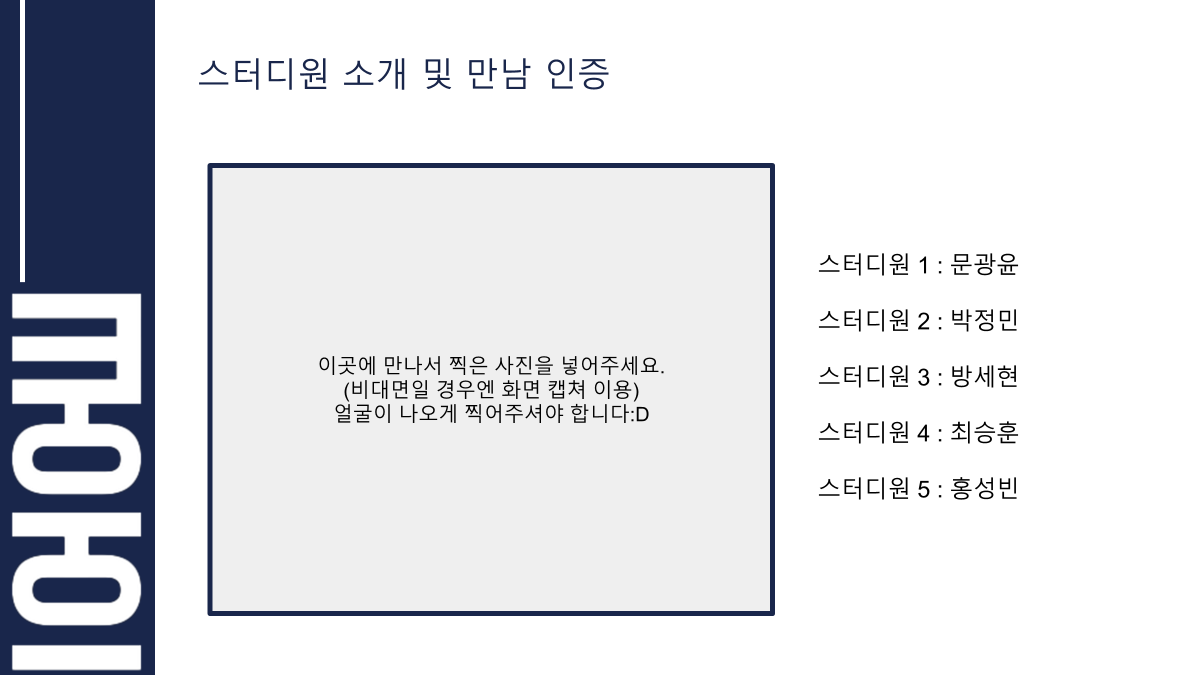 스터디원 소개 및 만남 인증
이곳에 만나서 찍은 사진을 넣어주세요.
(비대면일 경우엔 화면 캡쳐 이용)
얼굴이 나오게 찍어주셔야 합니다:D
스터디원 1 : 문광윤
스터디원 2 : 박정민
스터디원 3 : 방세현
스터디원 4 : 최승훈
스터디원 5 : 홍성빈